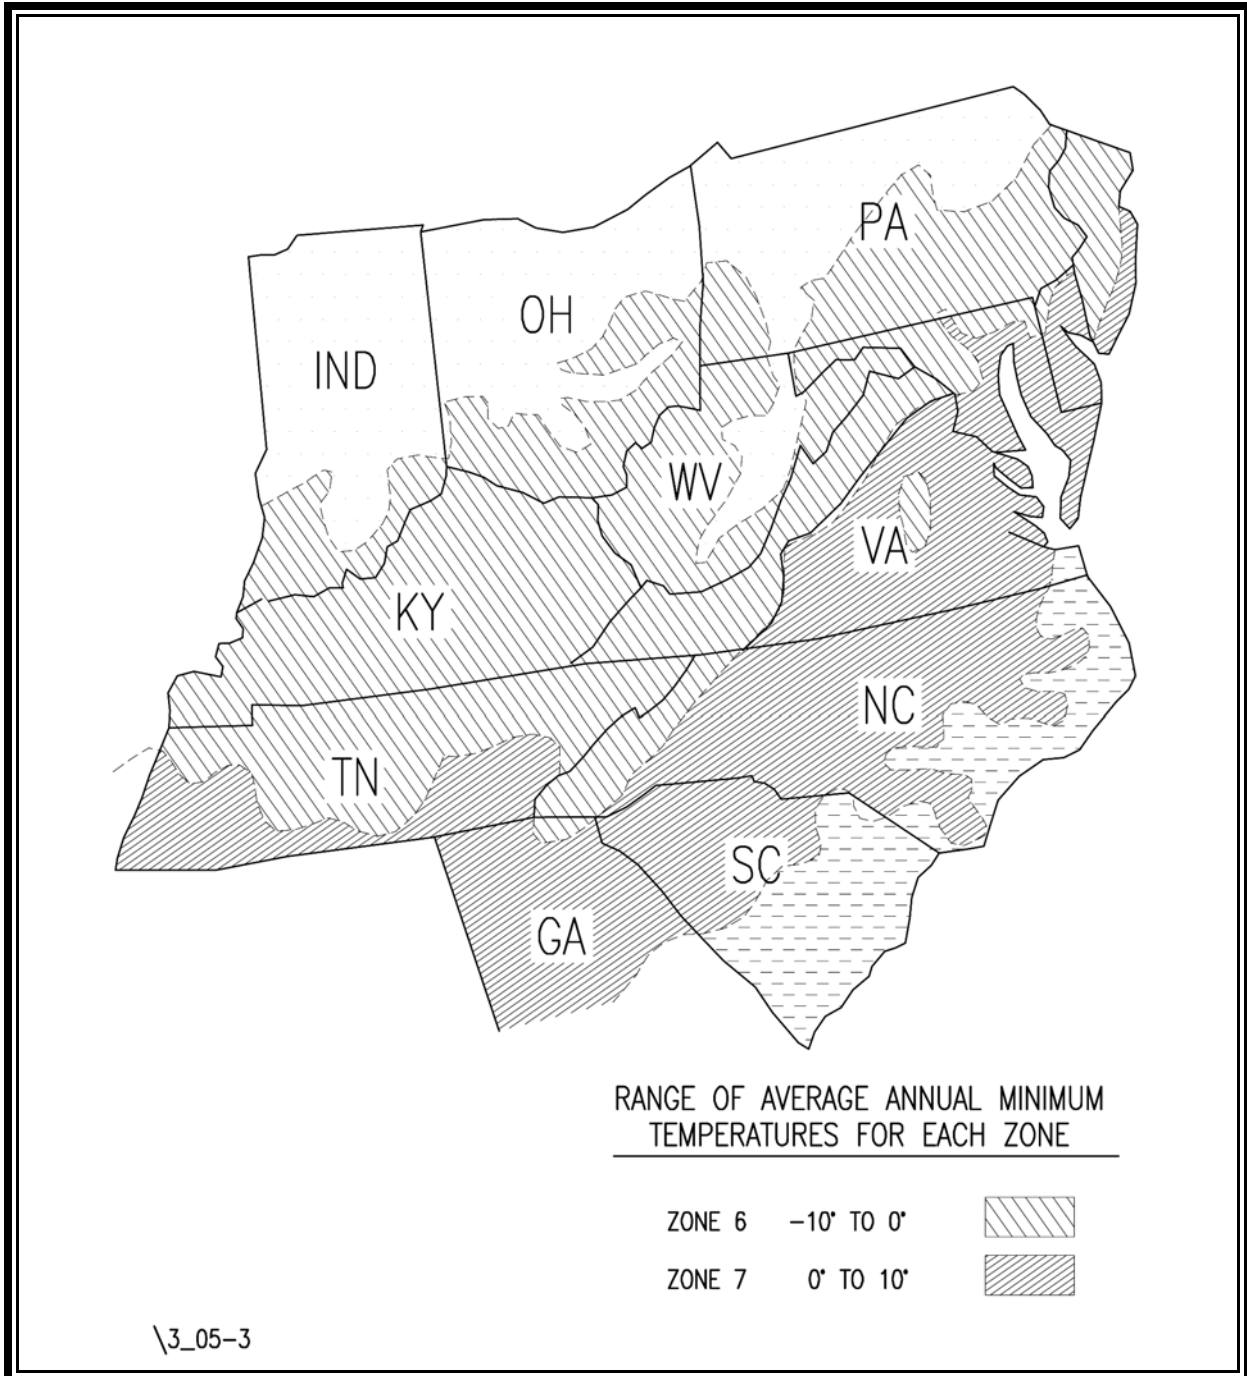 PA
OH
IND
WV
VA
KY
NC
TN
SC
GA
RANGE OF AVERAGE ANNUAL MINIMUM
TEMPERATURES FOR EACH ZONE
ZONE 6 -10° TO 0°
ZONE 7 0° TO 10°
\3_05-3